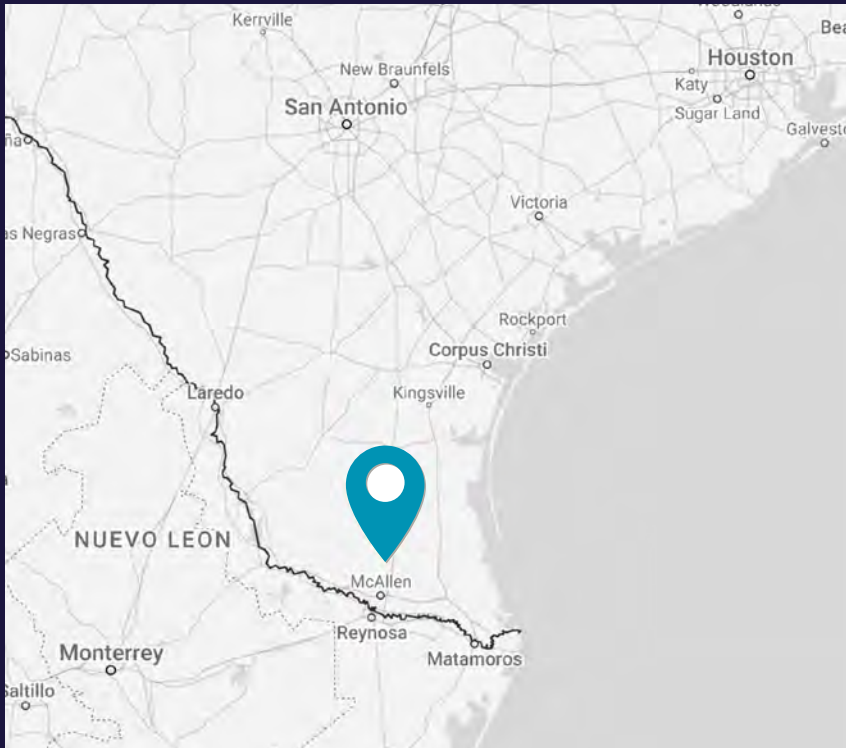 Kerrville
Houston
New Braunfels
Katy
San Antonio
Sugar Land
Victoria
as Negras
Rockport
Corpus Christi
Sabinas
Laredo
Kingsville
NUEVO LEON
McAllen
Reynosa
Monterrey
Matamoros
Saltillo